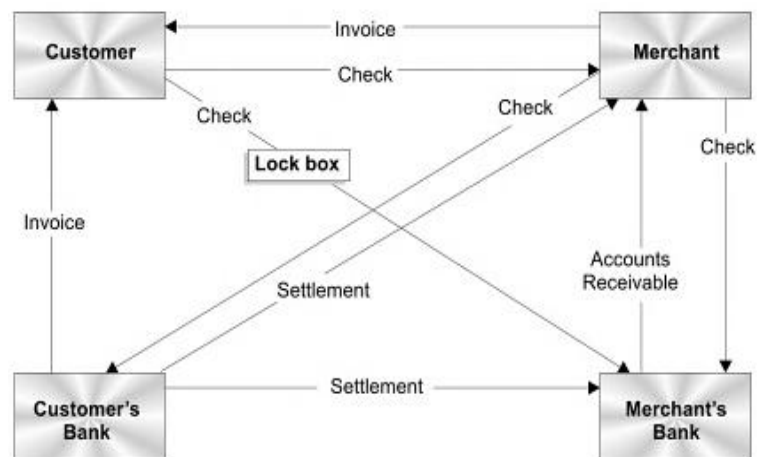 Invoice
Customer
Merchant
Check
Check
Check
Check
Lock box
Invoice
Accounts
Receivable
Settlement
Settlement
Customer's
Bank
Merchant's
Bank